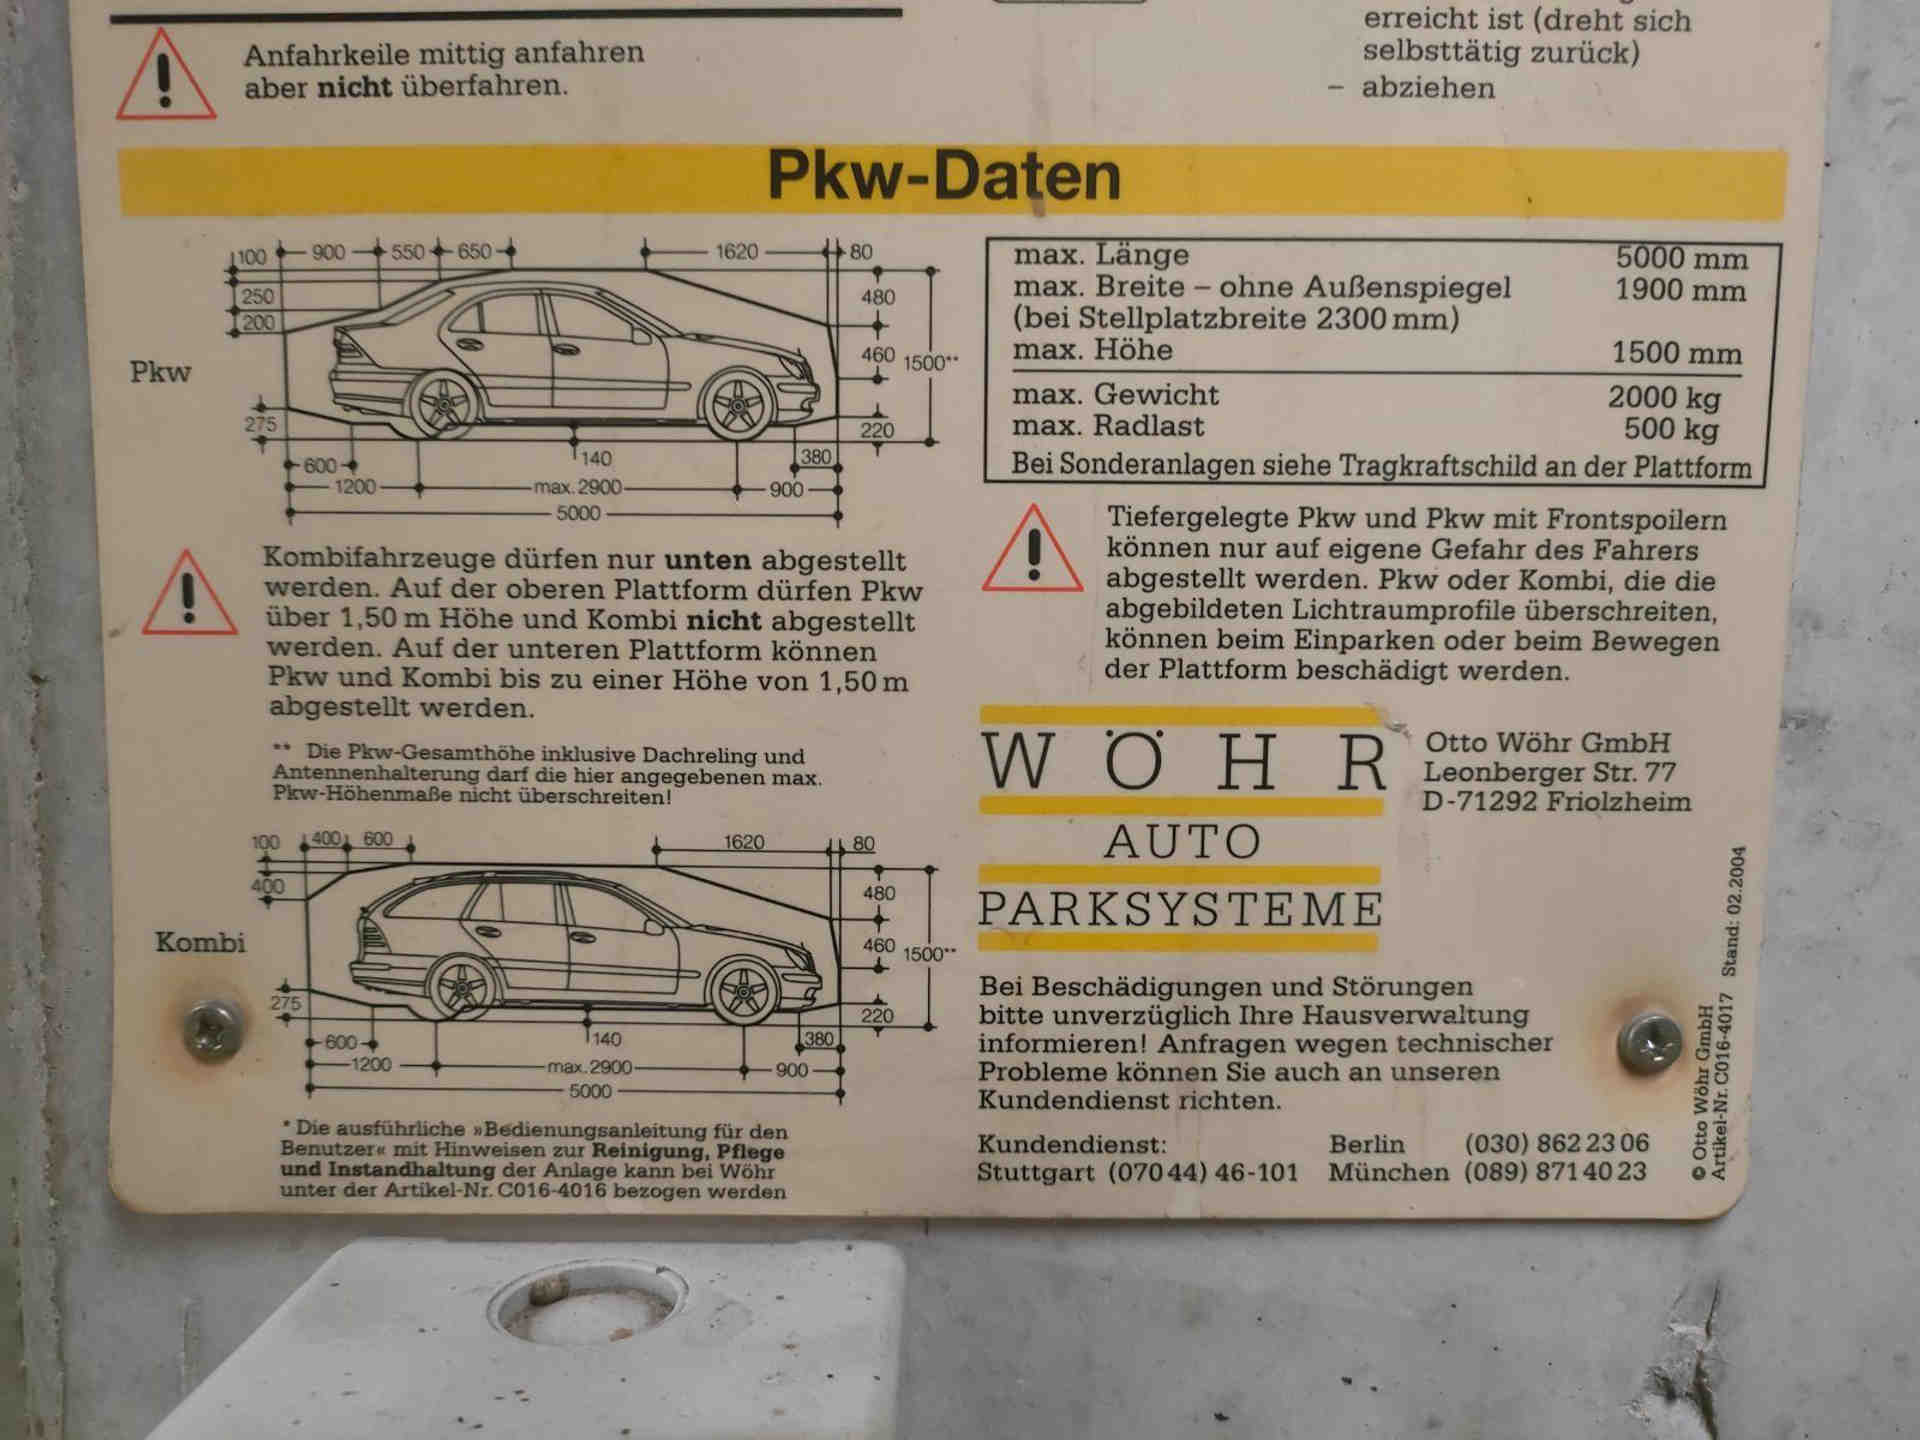 erreicht ist (dreht sich
selbsttätig zurück)
– abziehen
Anfahrkeile mittig anfahren
aber nicht überfahren.
Pkw-Daten
100 900 550 650 1620 80
250
200
480
460
1500**
Pkw
275
220
600 140 380
1200 max. 2900 900
5000
max. Länge 5000 mm
max. Breite – ohne Außenspiegel 1900 mm
(bei Stellplatzbreite 2300 mm)
max. Höhe 1500 mm
max. Gewicht 2000 kg
max. Radlast 500 kg
Bei Sonderanlagen siehe Tragkraftschild an der Plattform
Kombifahrzeuge dürfen nur unten abgestellt
werden. Auf der oberen Plattform dürfen Pkw
über 1,50 m Höhe und Kombi nicht abgestellt
werden. Auf der unteren Plattform können
Pkw und Kombi bis zu einer Höhe von 1,50 m
abgestellt werden.
** Die Pkw-Gesamthöhe inklusive Dachreling und
Antennenhalterung darf die hier angegebenen max.
Pkw-Höhenmaße nicht überschreiten!
100 400 600 1620 80
400
480
460
1500**
Kombi
275
220
600 140 380
1200 max. 2900 900
5000
* Die ausführliche »Bedienungsanleitung für den
Benutzer« mit Hinweisen zur Reinigung, Pflege
und Instandhaltung der Anlage kann bei Wöhr
unter der Artikel-Nr. C016-4016 bezogen werden
Tiefergelegte Pkw und Pkw mit Frontspoilern
können nur auf eigene Gefahr des Fahrers
abgestellt werden. Pkw oder Kombi, die die
abgebildeten Lichtraumprofile überschreiten,
können beim Einparken oder beim Bewegen
der Plattform beschädigt werden.
WÖHR
AUTO
PARKSYSTEME
Otto Wöhr GmbH
Leonberger Str. 77
D-71292 Friolzheim
Bei Beschädigungen und Störungen
bitte unverzüglich Ihre Hausverwaltung
informieren! Anfragen wegen technischer
Probleme können Sie auch an unseren
Kundendienst richten.
Kundendienst: Berlin (030) 862 23 06
Stuttgart (070 44) 46-101 München (089) 871 40 23
© Otto Wöhr GmbH
Artikel-Nr. C016-4017 Stand: 02.2004